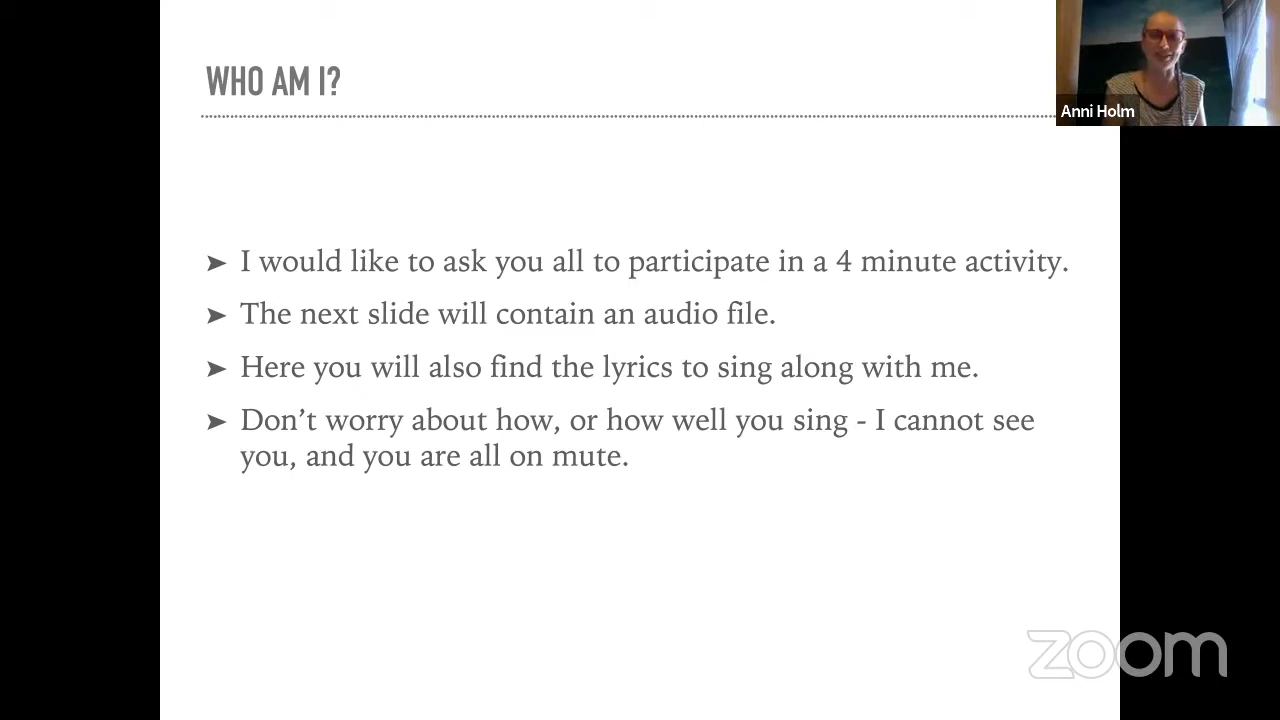 WHO AM I?
Anni Holm
➤ I would like to ask you all to participate in a 4 minute activity.
➤ The next slide will contain an audio file.
➤ Here you will also find the lyrics to sing along with me.
➤ Don’t worry about how, or how well you sing - I cannot see
you, and you are all on mute.
zoom